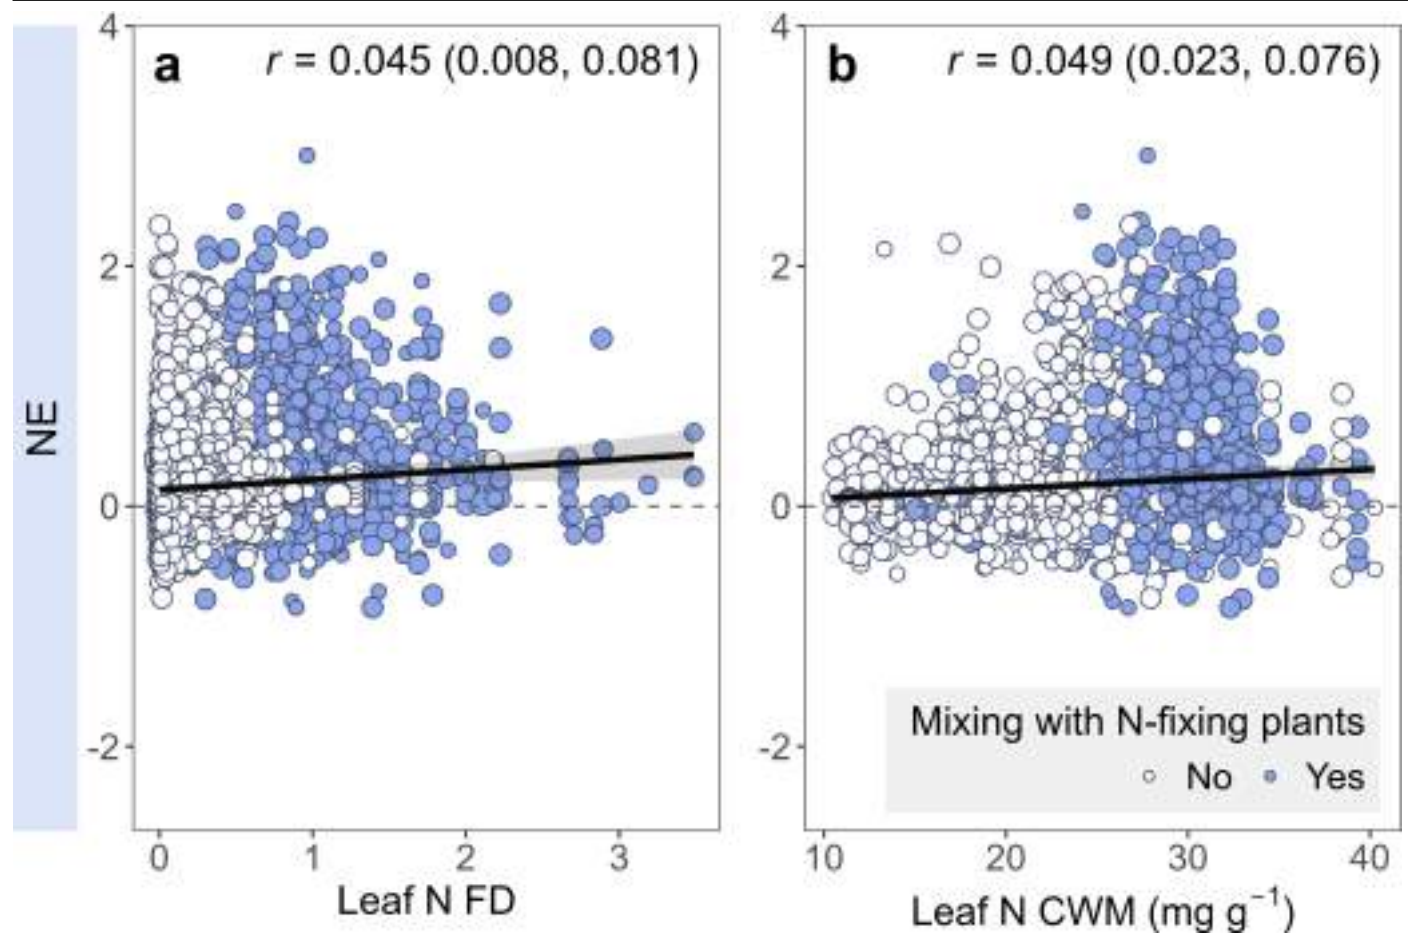 NE
a
r = 0.045 (0.008, 0.081)
4
2
0
-2
0 1 2 3
Leaf N FD
b
r = 0.049 (0.023, 0.076)
4
2
0
-2
Mixing with N-fixing plants
No Yes
10 20 30 40
Leaf N CWM (mg g⁻¹)